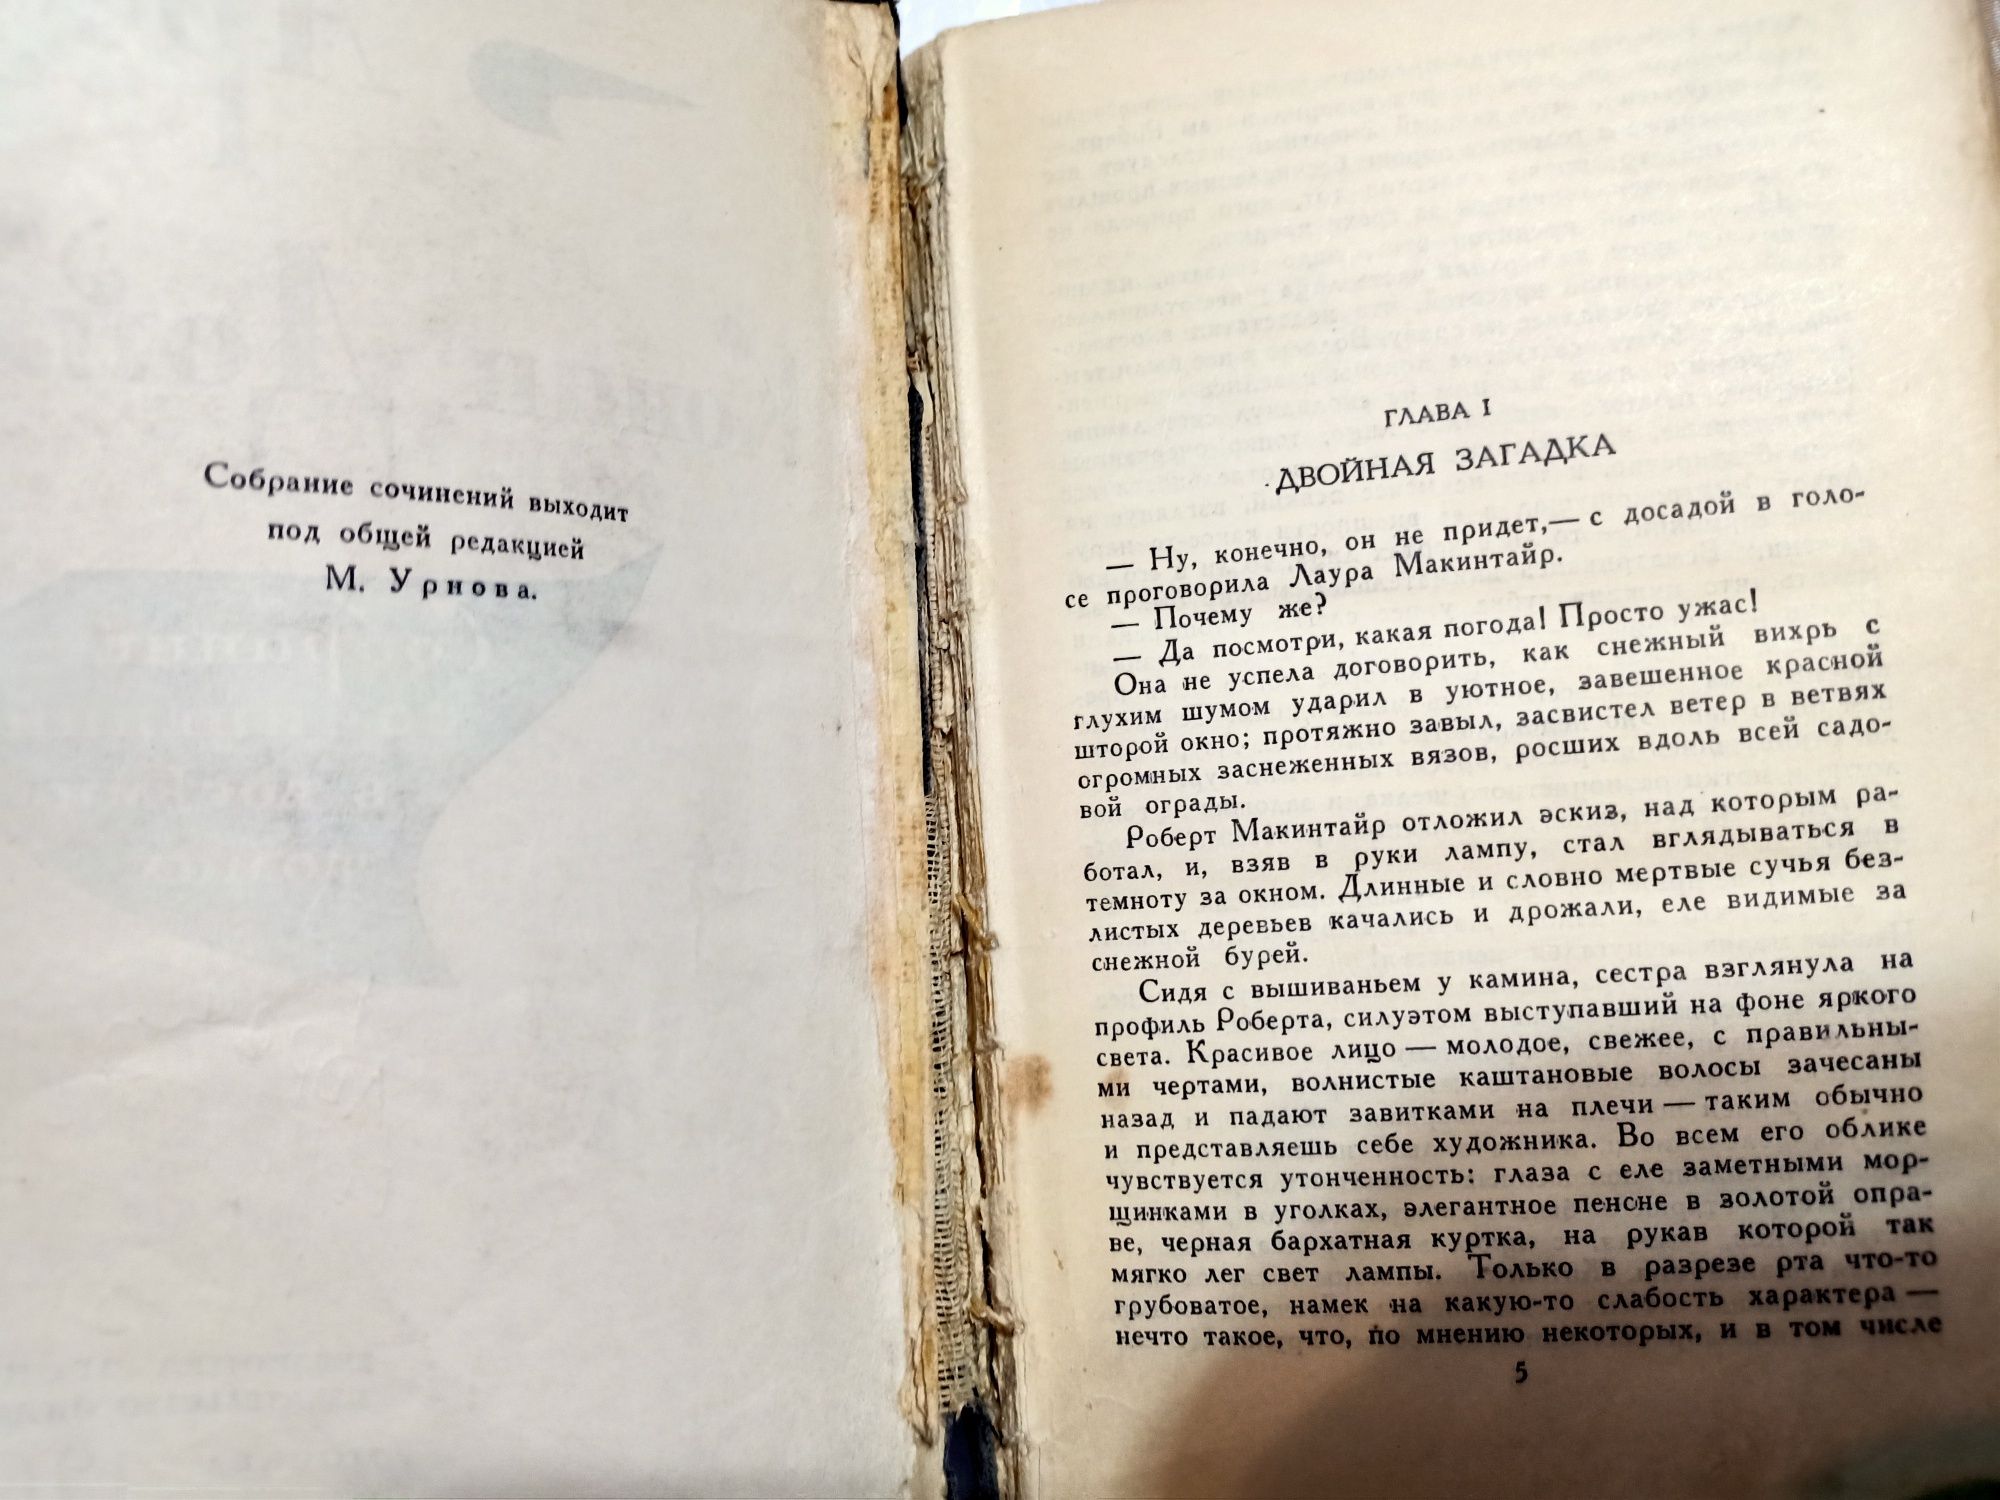 Собрание сочинений выходит
под общей редакцией
М. Урнова.
ГЛАВА I
ДВОЙНАЯ ЗАГАДКА
— Ну, конечно, он не придет,— с досадой в голо-
се проговорила Лаура Макинтайр.
— Почему же?
— Да посмотри, какая погода! Просто ужас!
Она не успела договорить, как снежный вихрь с
глухим шумом ударил в уютное, завешенное красной
шторой окно; протяжно завыл, засвистел ветер в ветвях
огромных заснеженных вязов, росших вдоль всей садо-
вой ограды.
Роберт Макинтайр отложил эскиз, над которым ра-
ботал, и, взяв в руки лампу, стал вглядываться в
темноту за окном. Длинные и словно мертвые сучья без-
листых деревьев качались и дрожали, еле видимые за
снежной бурей.
Сидя с вышиваньем у камина, сестра взглянула на
профиль Роберта, силуэтом выступавший на фоне яркого
света. Красивое лицо — молодое, свежее, с правильны-
ми чертами, волнистые каштановые волосы зачесаны
назад и падают завитками на плечи — таким обычно
и представляешь себе художника. Во всем его облике
чувствуется утонченность: глаза с еле заметными мор-
щинками в уголках, элегантное пенсне в золотой опра-
ве, черная бархатная куртка, на рукав которой так
мягко лег свет лампы. Только в разрезе рта что-то
грубоватое, намек на какую-то слабость характера —
нечто такое, что, по мнению некоторых, и в том числе
5